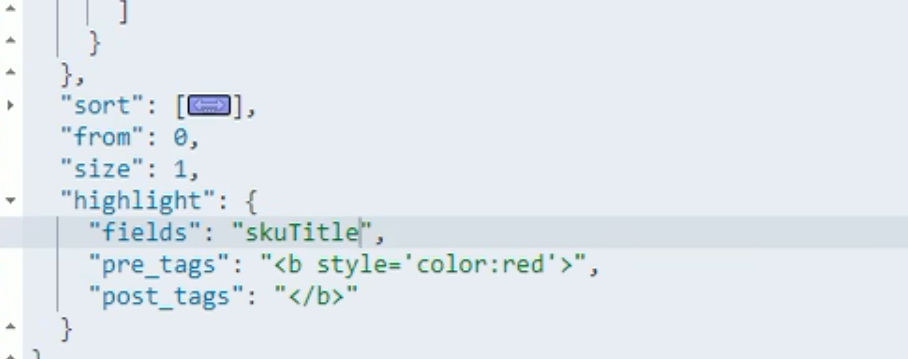 ]
}
},
"sort": [],
"from": 0,
"size": 1,
"highlight": {
"fields": "skuTitle",
"pre_tags": "<b style='color:red'>",
"post_tags": "</b>"
}
}